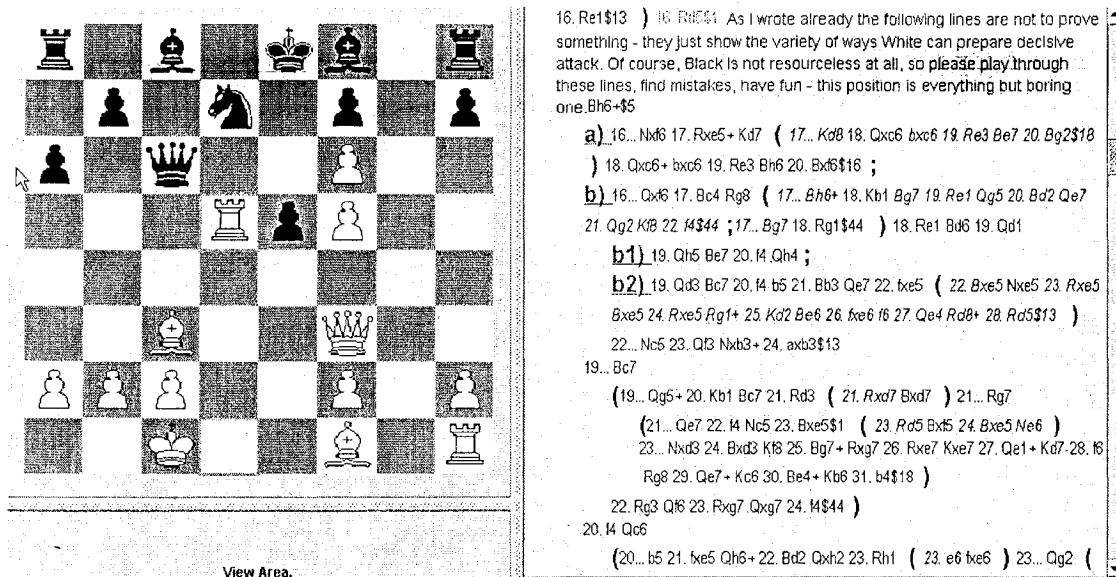 16. Re1$13 ) 16. Rd5$1 As I wrote already the following lines are not to prove
something - they just show the variety of ways White can prepare decisive
attack. Of course, Black is not resourceless at all, so please play through
these lines, find mistakes, have fun - this position is everything but boring
one.Bh6+$5
a) 16... Nxf6 17. Rxe5+ Kd7 ( 17... Kd8 18. Qxc6 bxc6 19. Re3 Be7 20. Bg2$18
) 18. Qxc6+ bxc6 19. Re3 Bh6 20. Bxf6$16 ;
b) 16... Qxf6 17. Bc4 Rg8 ( 17... Bh6+ 18. Kb1 Bg7 19. Re1 Qg5 20. Bd2 Qe7
21. Qg2 Kf8 22. f4$44 ; 17... Bg7 18. Rg1$44 ) 18. Re1 Bd6 19. Qd1
b1) 19. Qh5 Be7 20. f4 Qh4 ;
b2) 19. Qd3 Bc7 20. f4 b5 21. Bb3 Qe7 22. fxe5 ( 22. Bxe5 Nxe5 23. Rxe5
Bxe5 24. Rxe5 Rg1+ 25. Kd2 Be6 26. fxe6 f6 27. Qe4 Rd8+ 28. Rd5$13 )
22... Nc5 23. Qf3 Nxb3+ 24. axb3$13
19... Bc7
(19... Qg5+ 20. Kb1 Bc7 21. Rd3 ( 21. Rxd7 Bxd7 ) 21... Rg7
(21... Qe7 22. f4 Nc5 23. Bxe5$1 ( 23. Rd5 Bxf5 24. Bxe5 Ne6 )
23... Nxd3 24. Bxd3 Kf8 25. Bg7+ Rxg7 26. Rxe7 Kxe7 27. Qe1+ Kd7 28. f6
Rg8 29. Qe7+ Kc6 30. Be4+ Kb6 31. b4$18 )
22. Rg3 Qf6 23. Rxg7 Qxg7 24. f4$44 )
20. f4 Qc6
(20... b5 21. fxe5 Qh6+ 22. Bd2 Qxh2 23. Rh1 ( 23. e6 fxe6 ) 23... Qg2 (
View Area.